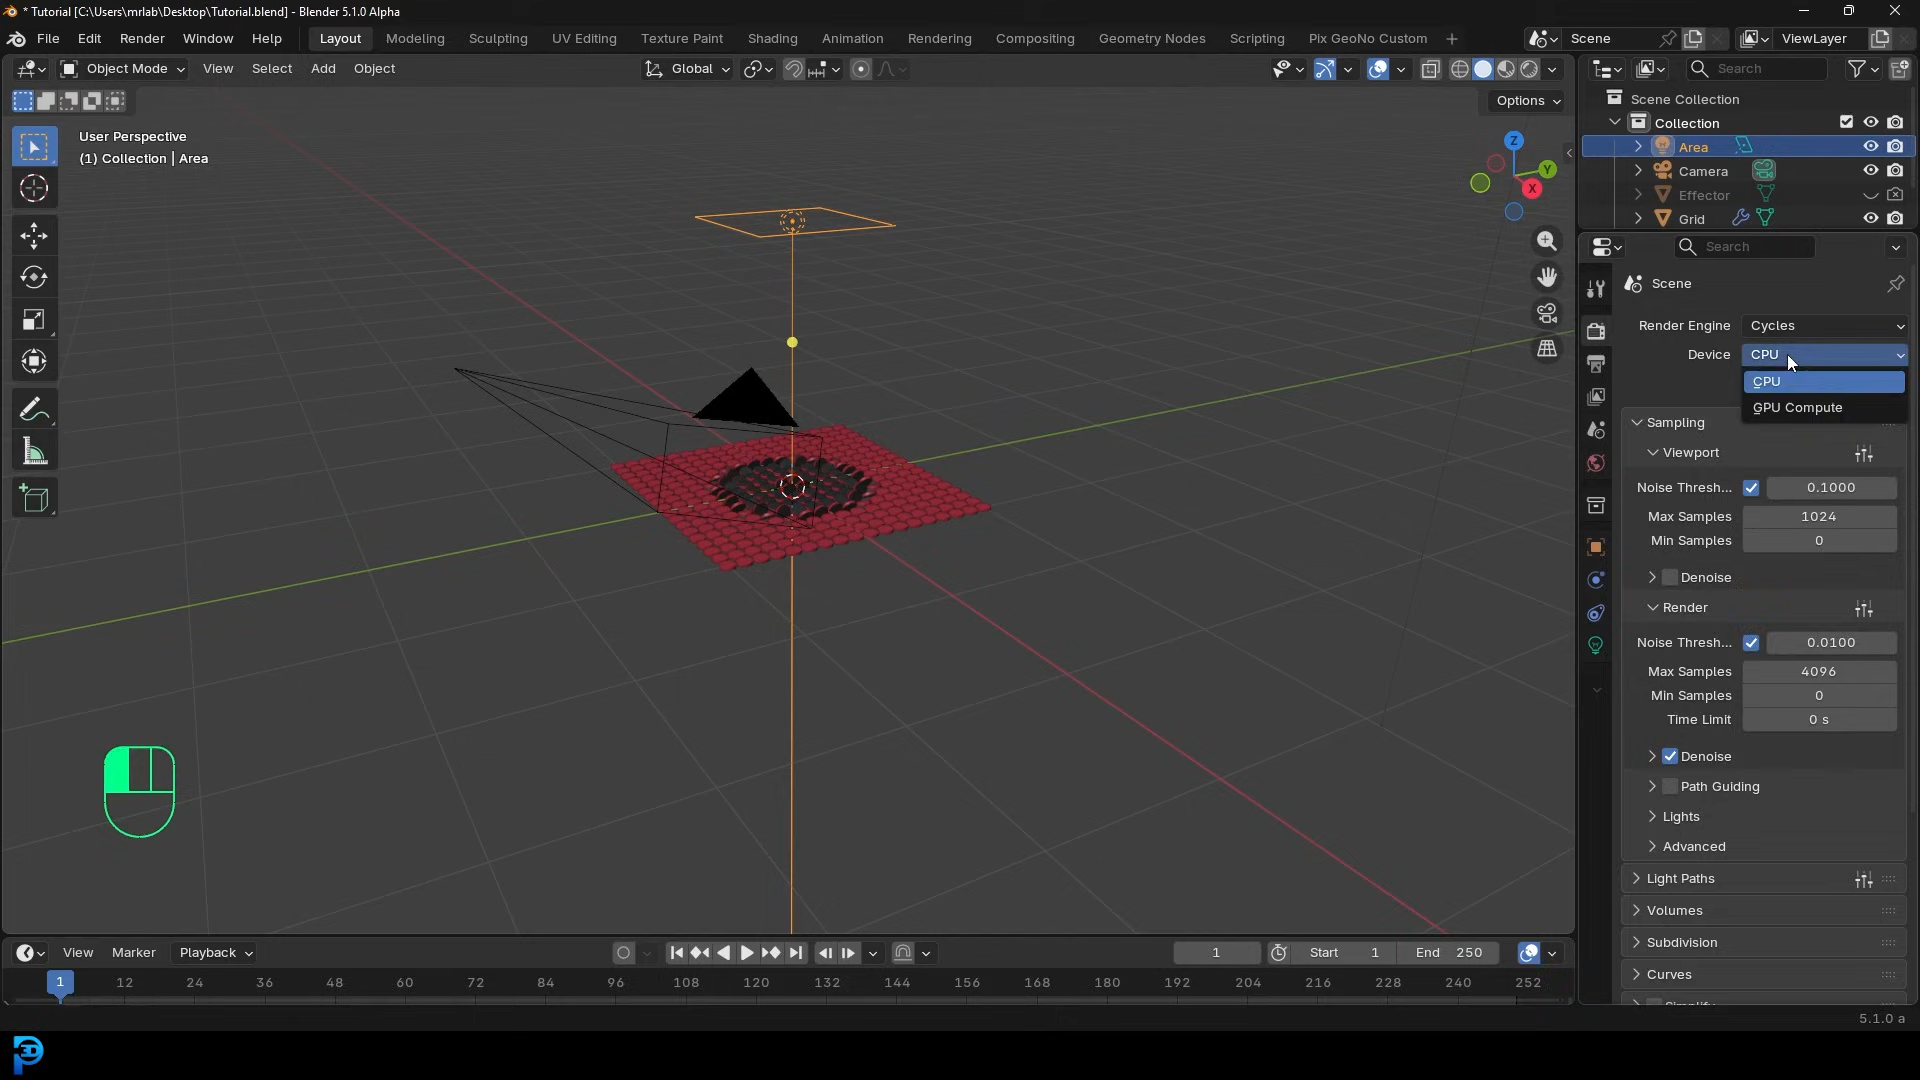 * Tutorial [C:\Users\mrlab\Desktop\Tutorial.blend] - Blender 5.1.0 Alpha
File Edit Render Window Help Layout Modeling Sculpting UV Editing Texture Paint Shading Animation Rendering Compositing Geometry Nodes Scripting Pix GeoNo Custom + Scene ViewLayer
Object Mode View Select Add Object Global Search
Options
User Perspective
(1) Collection | Area
Z
Y
X
Scene Collection
Collection
Area
Camera
Effector
Grid
Search
Scene
Render Engine Cycles
Device CPU
CPU
GPU Compute
Sampling
Viewport
Noise Thresh... 0.1000
Max Samples 1024
Min Samples 0
Denoise
Render
Noise Thresh... 0.0100
Max Samples 4096
Min Samples 0
Time Limit 0 s
Denoise
Path Guiding
Lights
Advanced
Light Paths
Volumes
Subdivision
Curves
View Marker Playback 1 Start 1 End 250
1 12 24 36 48 60 72 84 96 108 120 132 144 156 168 180 192 204 216 228 240 252
5.1.0 a